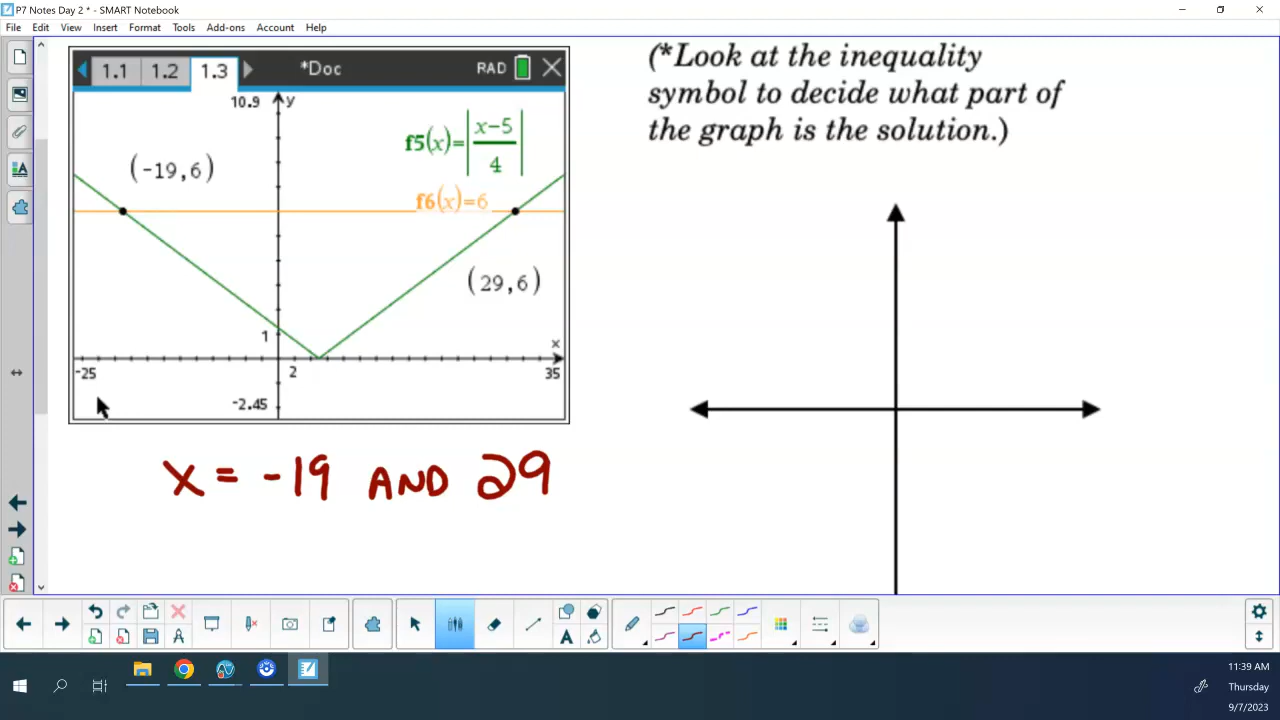 P7 Notes Day 2 * - SMART Notebook
File Edit View Insert Format Tools Add-ons Account Help
1.1 1.2 1.3 *Doc RAD
10.9 y
f5(x)=|x-5/4|
(-19,6)
f6(x)=6
(29,6)
1
x
-25 2 35
-2.45
x = -19 AND 29
(*Look at the inequality
symbol to decide what part of
the graph is the solution.)
11:39 AM
Thursday
9/7/2023